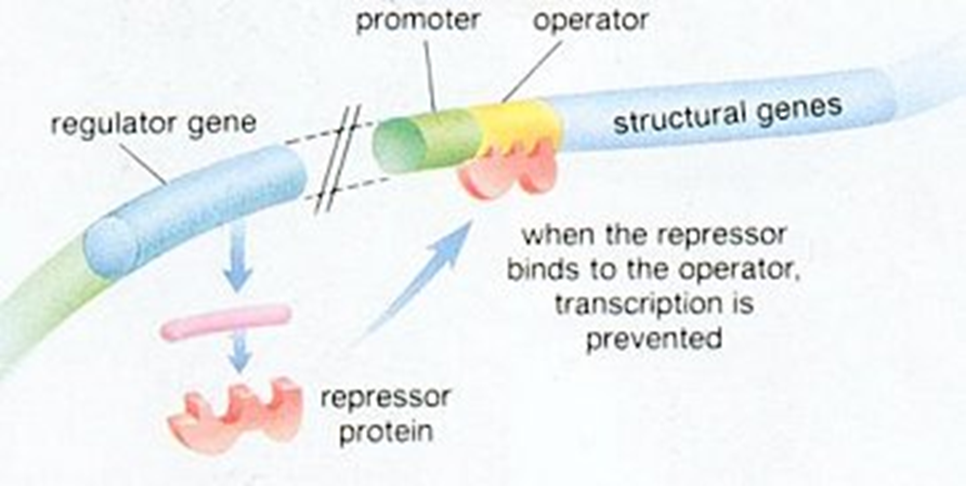 promoter
operator
regulator gene
structural genes
when the repressor
binds to the operator,
transcription is
prevented
repressor
protein